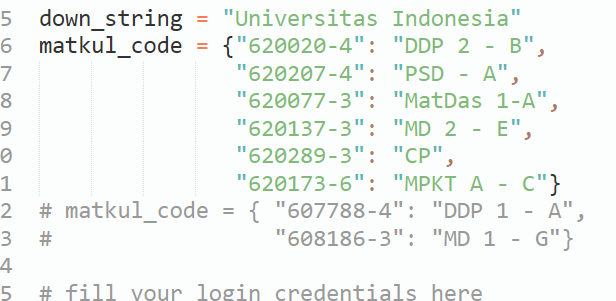 5 down_string = "Universitas Indonesia"
6 matkul_code = {"620020-4": "DDP 2 - B",
7 "620207-4": "PSD - A",
8 "620077-3": "MatDas 1-A",
9 "620137-3": "MD 2 - E",
0 "620289-3": "CP",
1 "620173-6": "MPKT A - C"}
2 # matkul_code = { "607788-4": "DDP 1 - A",
3 # "608186-3": "MD 1 - G"}
4
5 # fill your login credentials here